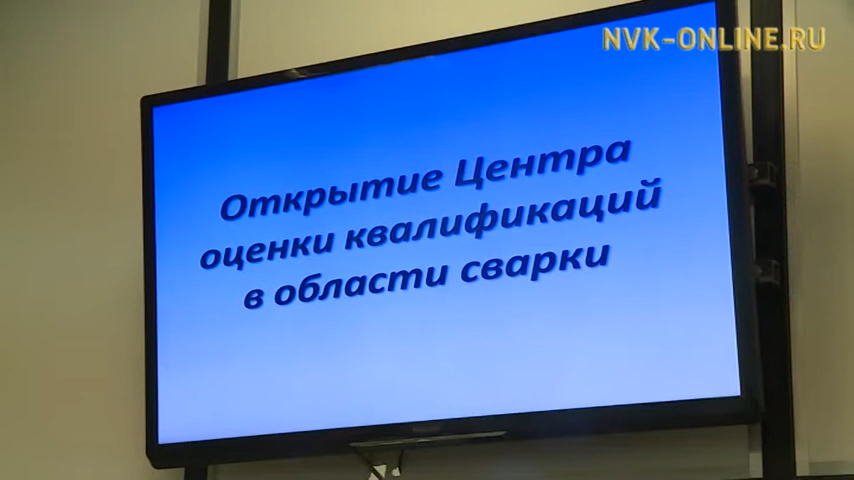 NVK-ONLINE.RU
Открытие Центра
оценки квалификаций
в области сварки